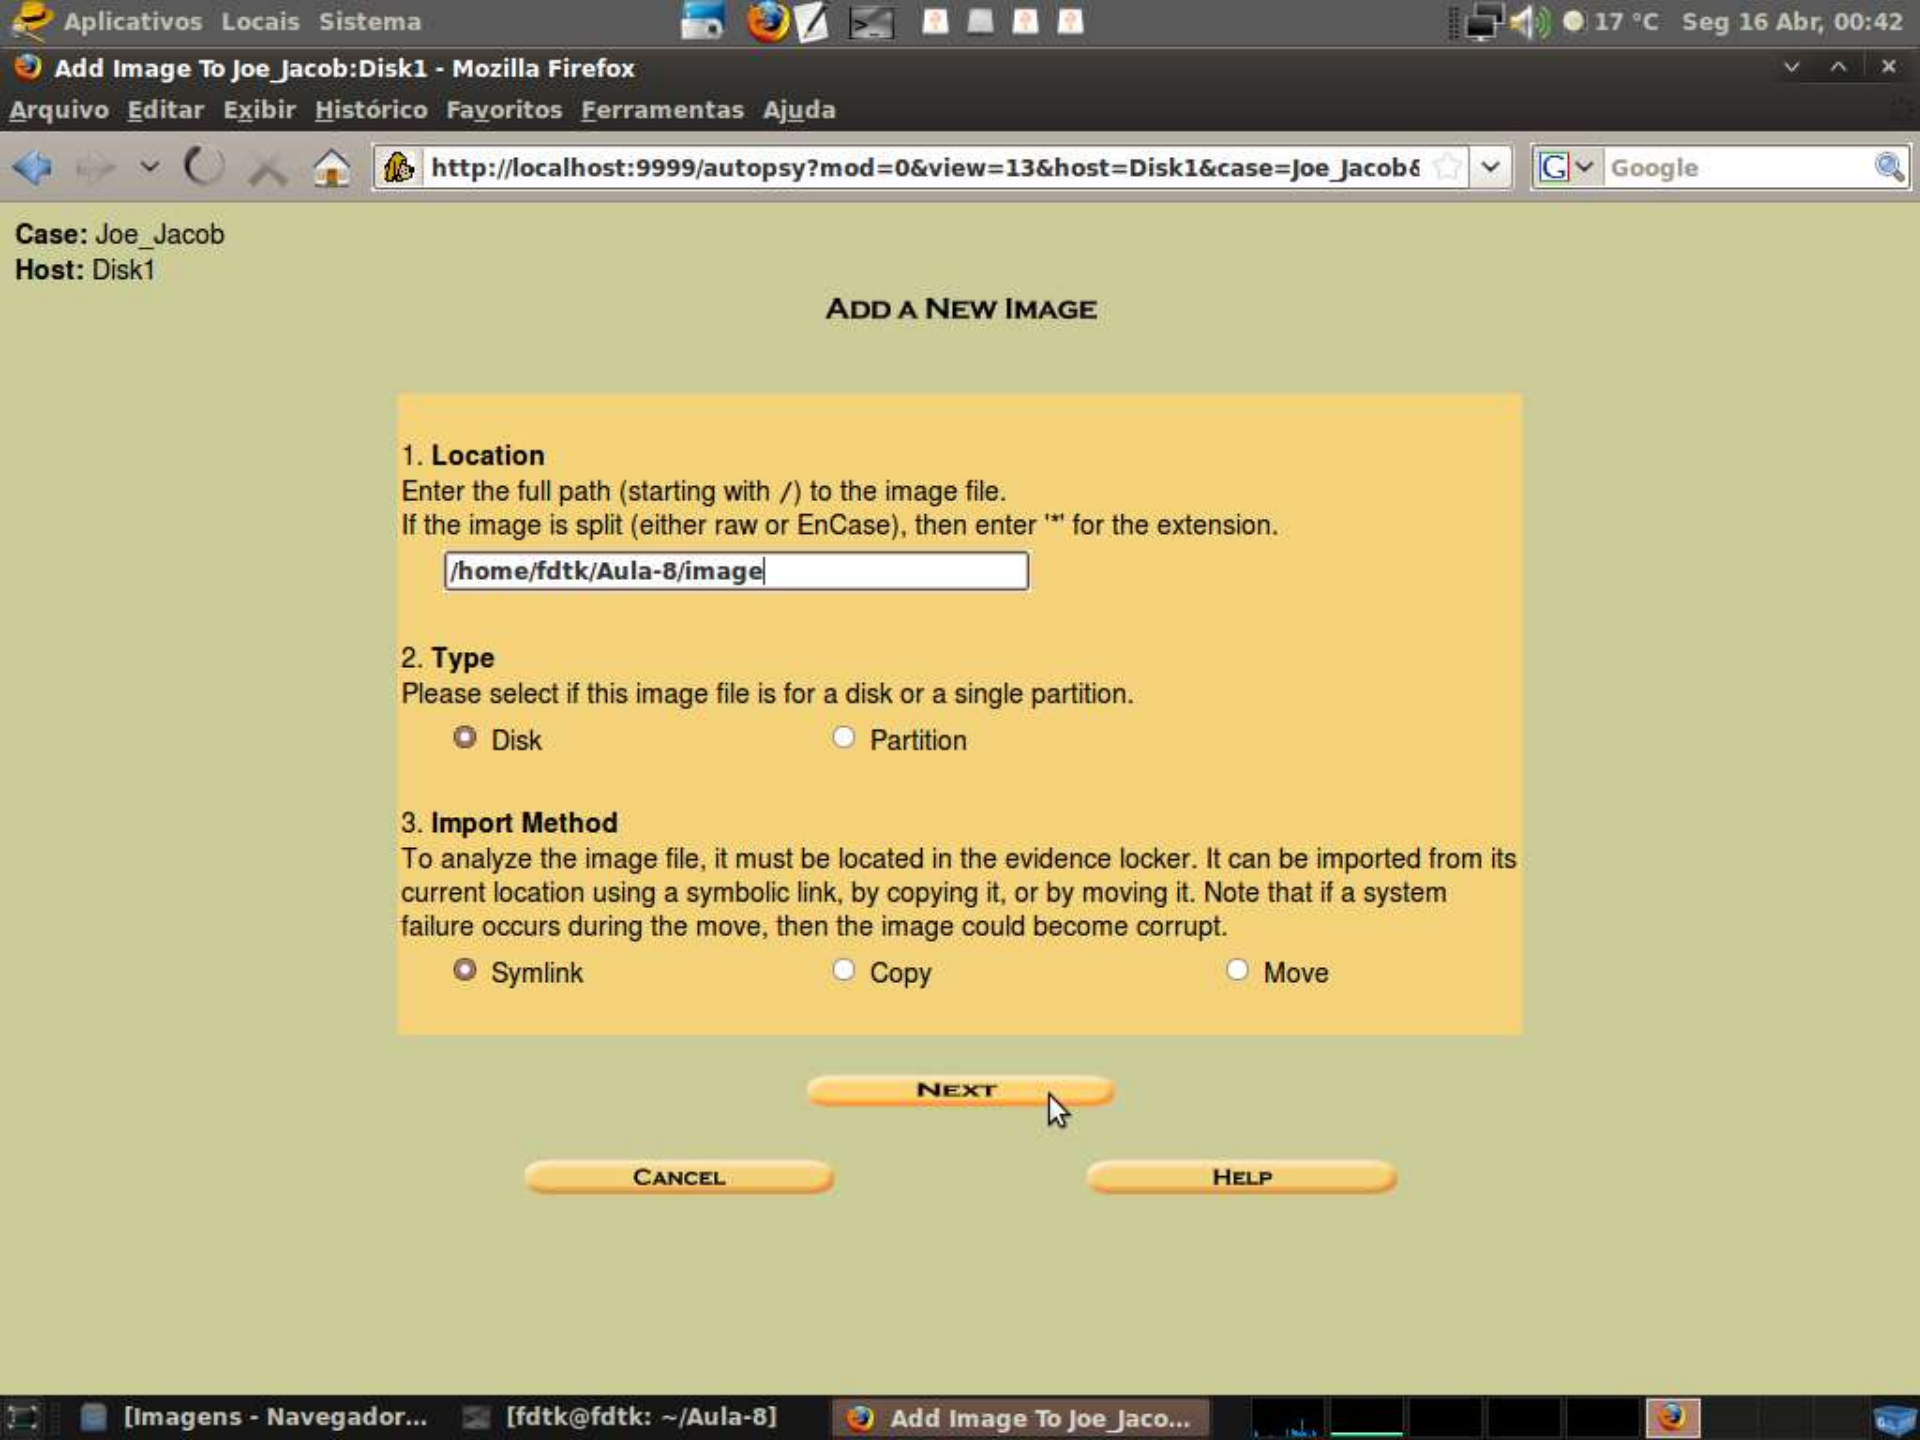 Aplicativos Locais Sistema
17 °C Seg 16 Abr, 00:42
Add Image To Joe_Jacob:Disk1 - Mozilla Firefox
Arquivo Editar Exibir Histórico Favoritos Ferramentas Ajuda
http://localhost:9999/autopsy?mod=0&view=13&host=Disk1&case=Joe_Jacob&
G Google
Case: Joe_Jacob
Host: Disk1
ADD A NEW IMAGE
1. Location
Enter the full path (starting with /) to the image file.
If the image is split (either raw or EnCase), then enter '*' for the extension.
/home/fdtk/Aula-8/image
2. Type
Please select if this image file is for a disk or a single partition.
Disk Partition
3. Import Method
To analyze the image file, it must be located in the evidence locker. It can be imported from its
current location using a symbolic link, by copying it, or by moving it. Note that if a system
failure occurs during the move, then the image could become corrupt.
Symlink Copy Move
NEXT
CANCEL HELP
[Imagens - Navegador... [fdtk@fdtk: ~/Aula-8] Add Image To Joe_Jaco...